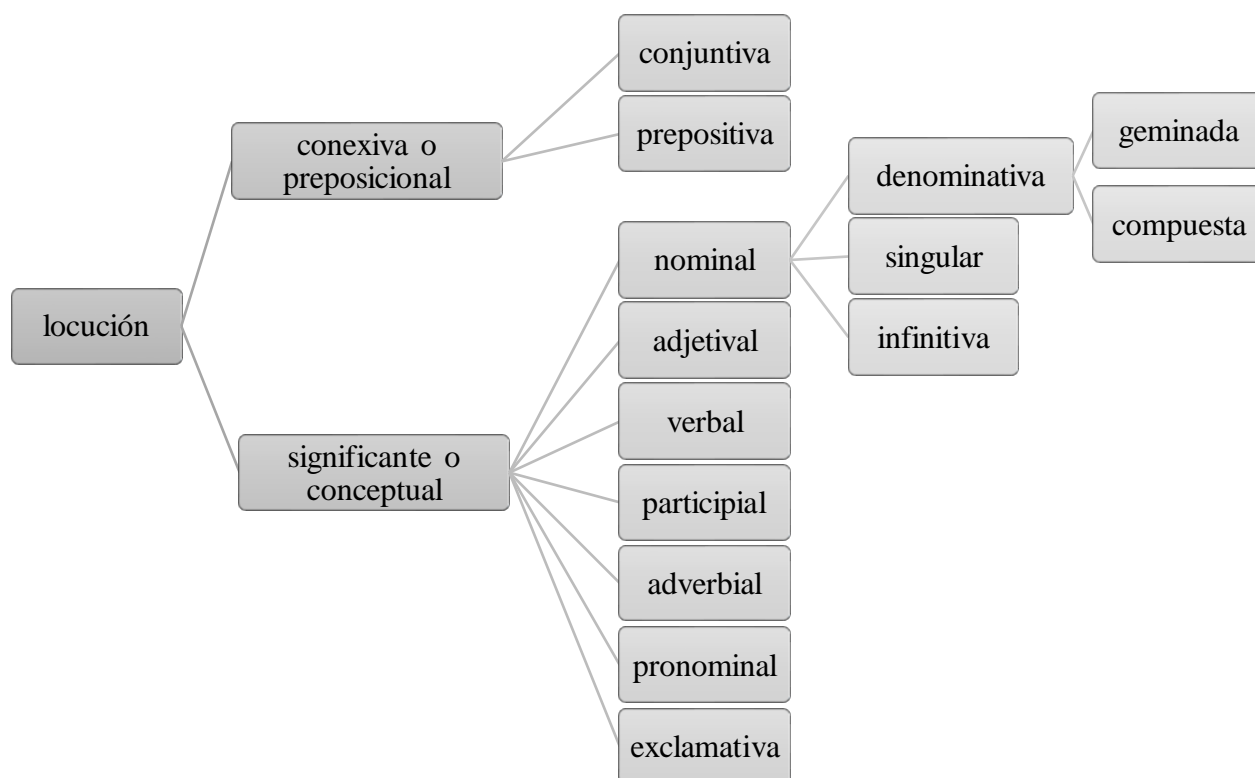 locución
conexiva o
preposicional
conjuntiva
prepositiva
significante o
conceptual
nominal
denominativa
geminada
compuesta
singular
infinitiva
adjetival
verbal
participial
adverbial
pronominal
exclamativa